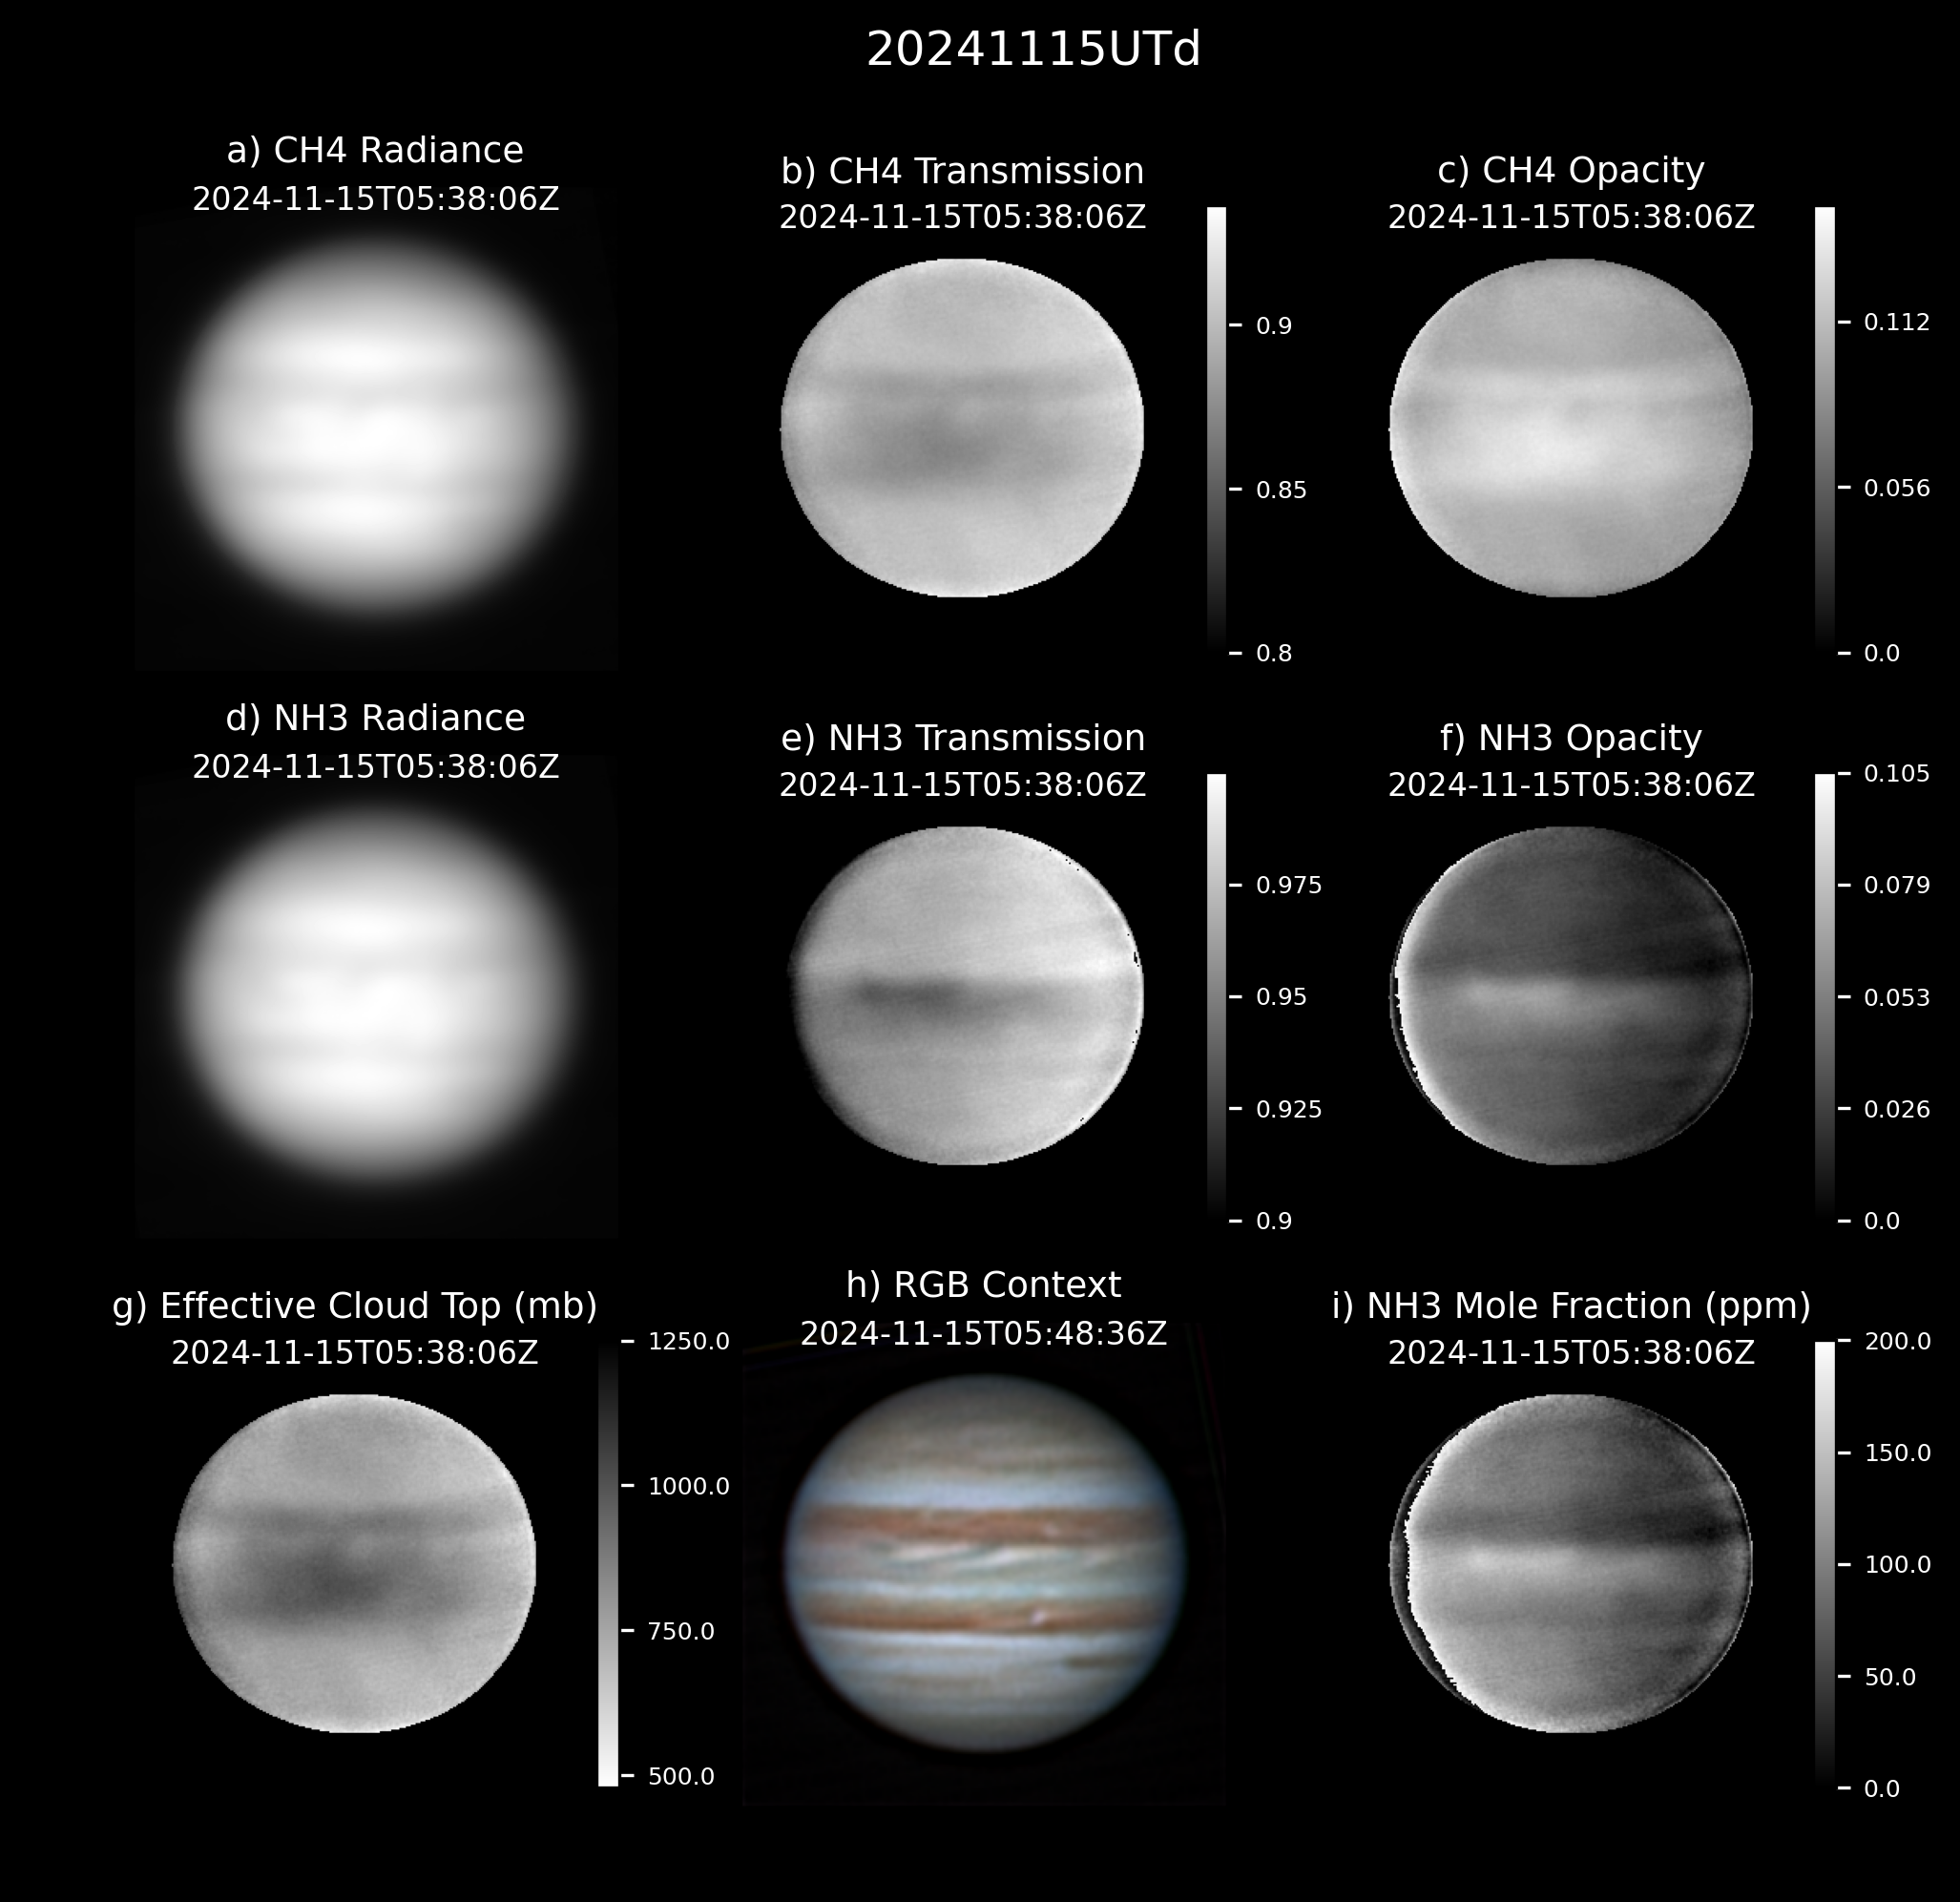 20241115UTd
a) CH4 Radiance
2024-11-15T05:38:06Z
b) CH4 Transmission
2024-11-15T05:38:06Z
0.9
0.85
0.8
c) CH4 Opacity
2024-11-15T05:38:06Z
0.112
0.056
0.0
d) NH3 Radiance
2024-11-15T05:38:06Z
e) NH3 Transmission
2024-11-15T05:38:06Z
0.975
0.95
0.925
0.9
f) NH3 Opacity
2024-11-15T05:38:06Z
0.105
0.079
0.053
0.026
0.0
g) Effective Cloud Top (mb)
2024-11-15T05:38:06Z
1250.0
1000.0
750.0
500.0
h) RGB Context
2024-11-15T05:48:36Z
i) NH3 Mole Fraction (ppm)
2024-11-15T05:38:06Z
200.0
150.0
100.0
50.0
0.0